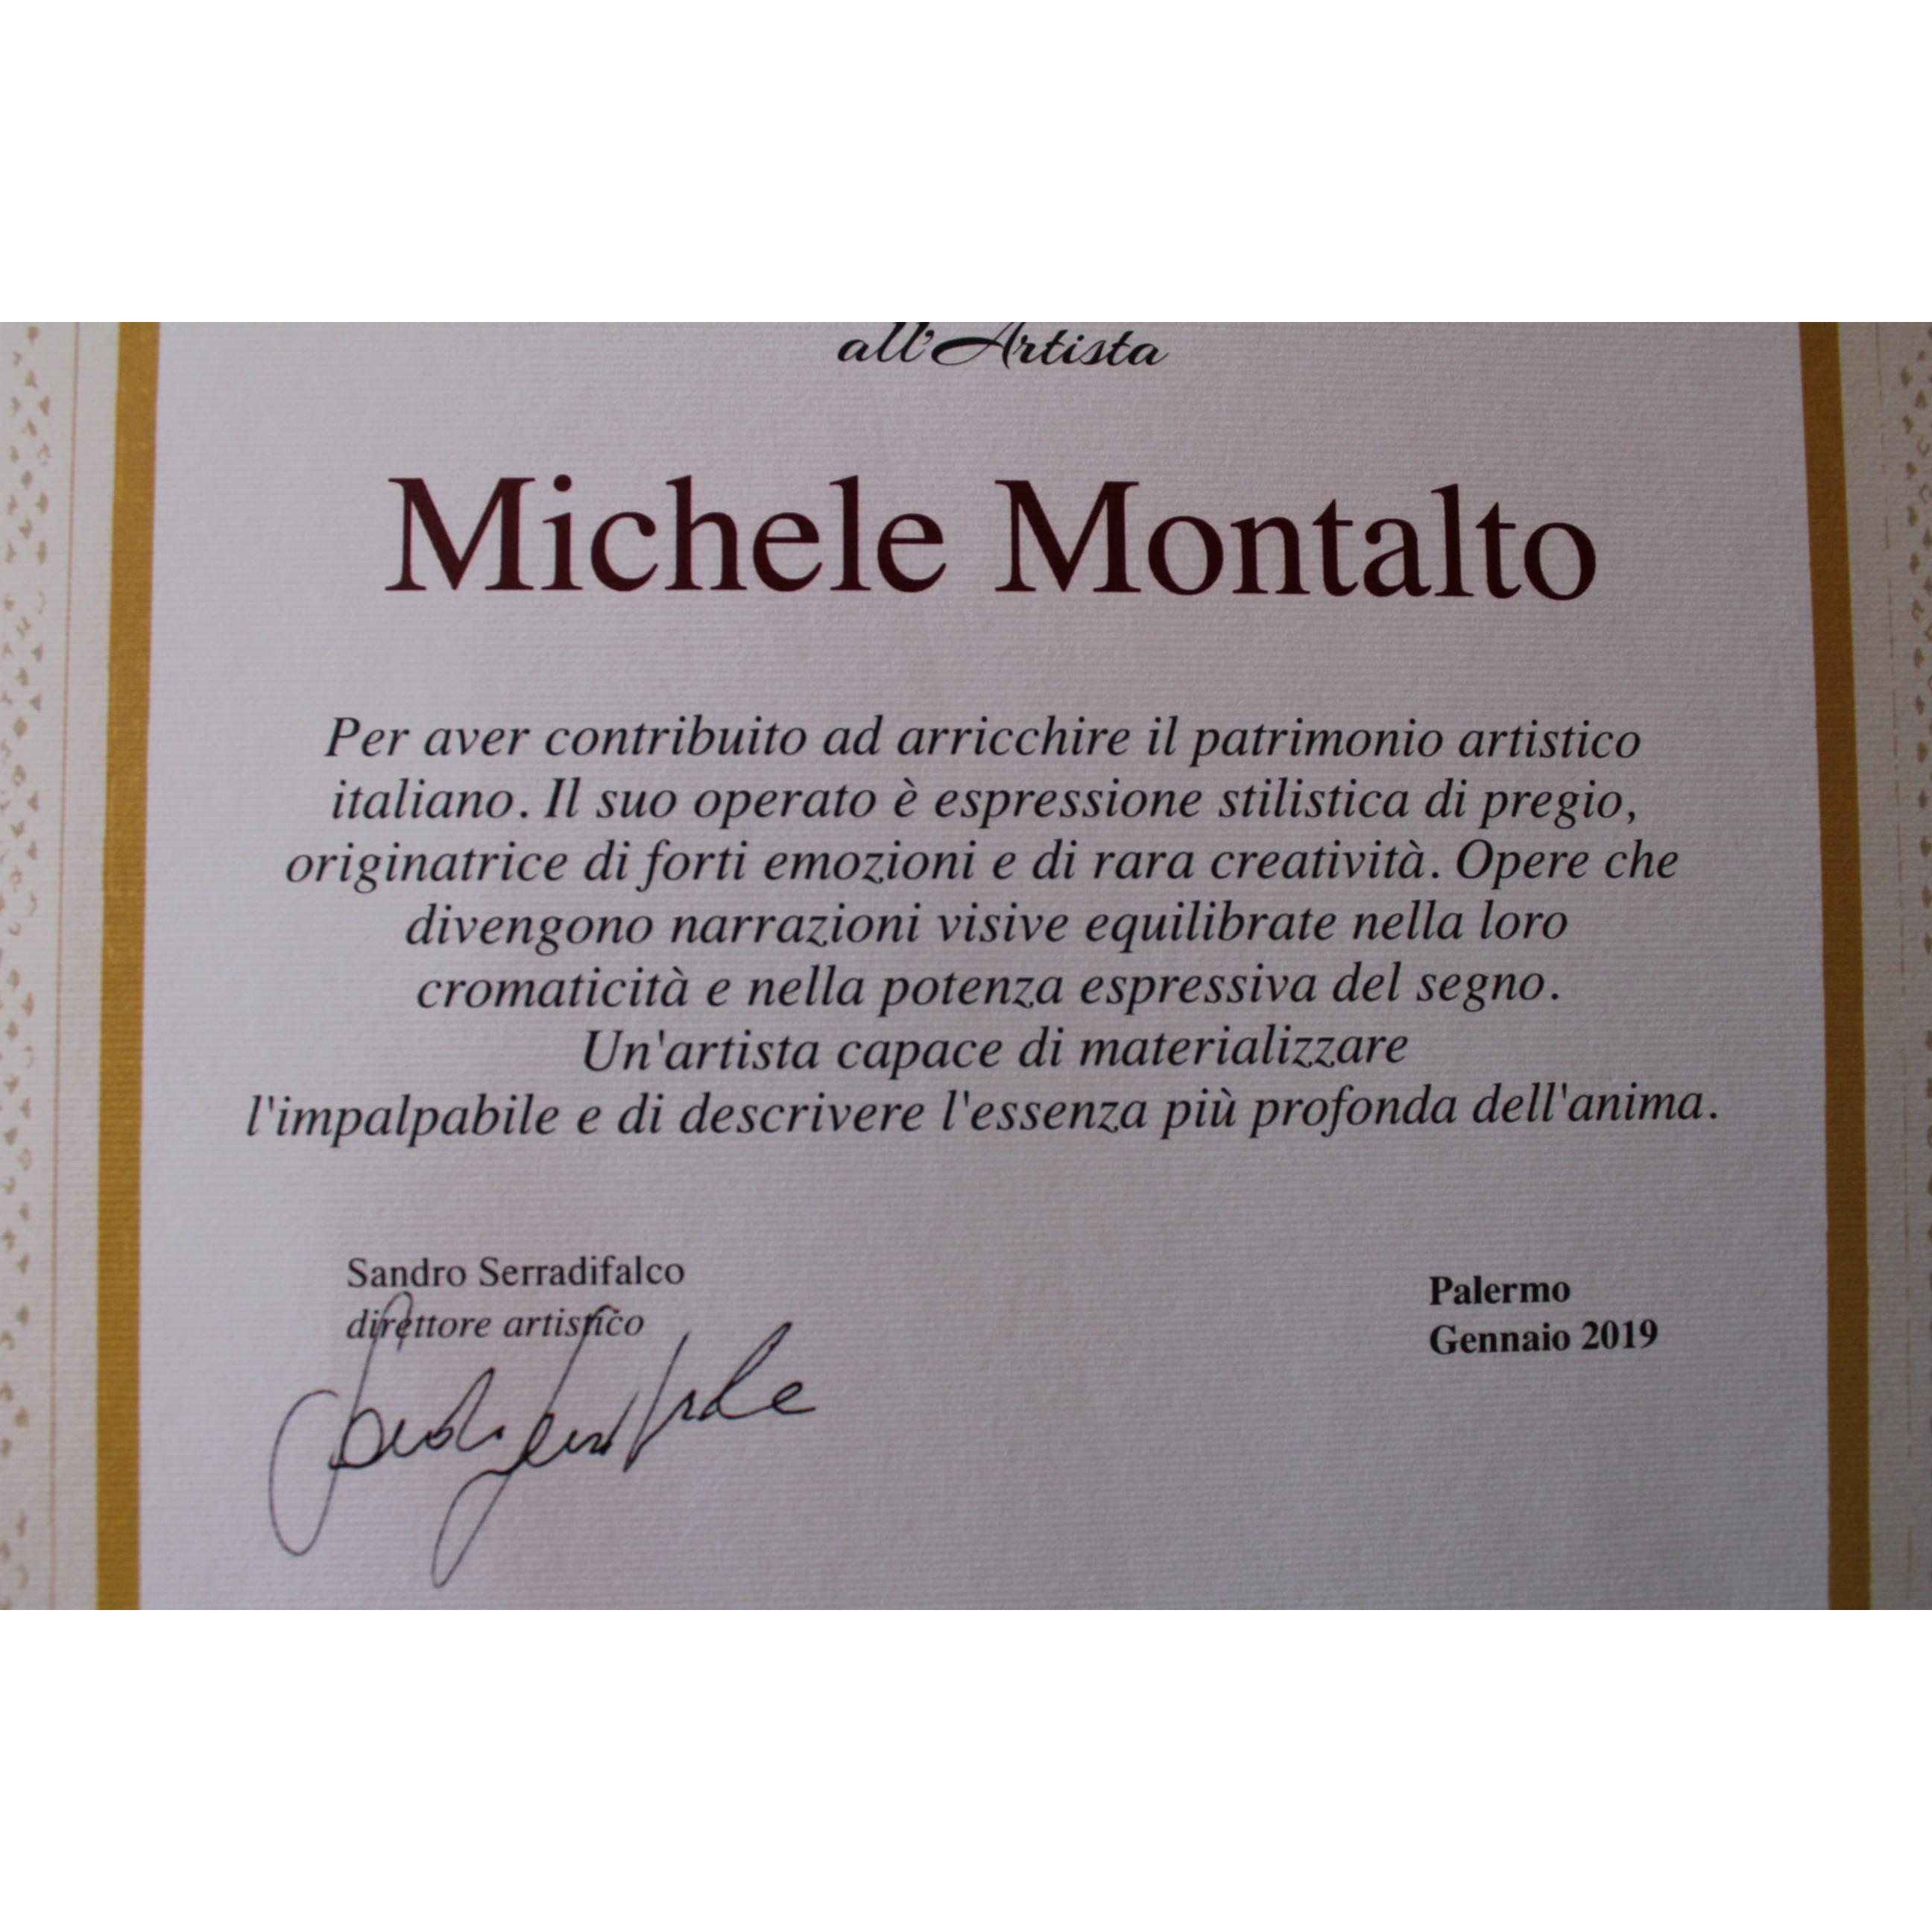 all'Artista
Michele Montalto
Per aver contribuito ad arricchire il patrimonio artistico
italiano. Il suo operato è espressione stilistica di pregio,
originatrice di forti emozioni e di rara creatività. Opere che
divengono narrazioni visive equilibrate nella loro
cromaticità e nella potenza espressiva del segno.
Un'artista capace di materializzare
l'impalpabile e di descrivere l'essenza più profonda dell'anima.
Sandro Serradifalco
direttore artistico
Palermo
Gennaio 2019